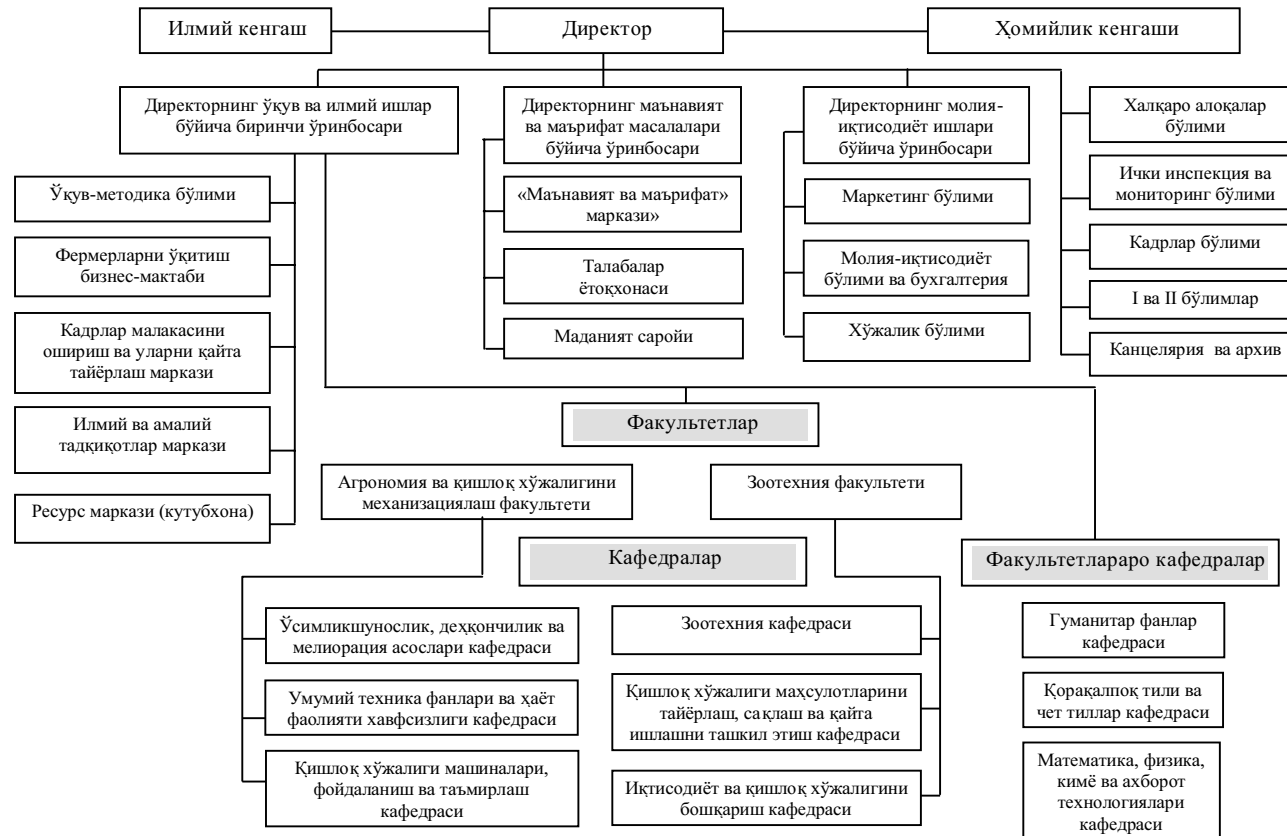 Илмий кенгаш
Директор
Ҳомийлик кенгаши
Директорнинг ўқув ва илмий ишлар
бўйича биринчи ўринбосари
Директорнинг маънавият
ва маърифат масалалари
бўйича ўринбосари
Директорнинг молия-
иқтисодиёт ишлари
бўйича ўринбосари
Халқаро алоқалар
бўлими
Ўқув-методика бўлими
Фермерларни ўқитиш
бизнес-мактаби
Кадрлар малакасини
ошириш ва уларни қайта
тайёрлаш маркази
Илмий ва амалий
тадқиқотлар маркази
Ресурс маркази (кутубхона)
«Маънавият ва маърифат»
маркази»
Талабалар
ётоқхонаси
Маданият саройи
Маркетинг бўлими
Молия-иқтисодиёт
бўлими ва бухгалтерия
Хўжалик бўлими
Ички инспекция ва
мониторинг бўлими
Кадрлар бўлими
I ва II бўлимлар
Канцелярия ва архив
Факультетлар
Агрономия ва қишлоқ хўжалигини
механизациялаш факультети
Зоотехния факультети
Кафедралар
Факультетлараро кафедралар
Ўсимликшунослик, деҳқончилик ва
мелиорация асослари кафедраси
Умумий техника фанлари ва ҳаёт
фаолияти хавфсизлиги кафедраси
Қишлоқ хўжалиги машиналари,
фойдаланиш ва таъмирлаш
кафедраси
Зоотехния кафедраси
Қишлоқ хўжалиги маҳсулотларини
тайёрлаш, сақлаш ва қайта
ишлашни ташкил этиш кафедраси
Иқтисодиёт ва қишлоқ хўжалигини
бошқариш кафедраси
Гуманитар фанлар
кафедраси
Қорақалпоқ тили ва
чет тиллар кафедраси
Математика, физика,
кимё ва ахборот
технологиялари
кафедраси